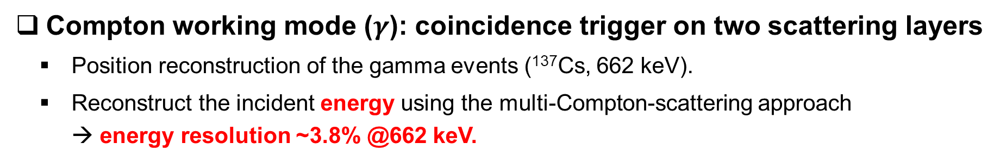 ❑ Compton working mode (γ): coincidence trigger on two scattering layers
▪ Position reconstruction of the gamma events (¹³⁷Cs, 662 keV).
▪ Reconstruct the incident energy using the multi-Compton-scattering approach
→ energy resolution ~3.8% @662 keV.